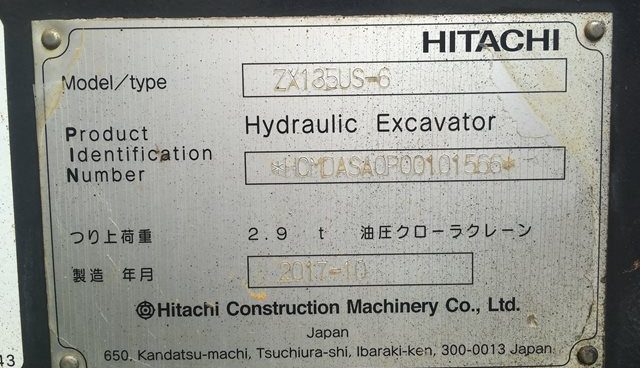 HITACHI
Model/type ZX135US-6
Product Identification Number Hydraulic Excavator
*HCMDASA0P00101566*
つり上荷重 2.9 t 油圧クローラクレーン
製造 年月 2017-10
Hitachi Construction Machinery Co., Ltd.
Japan
650, Kandatsu-machi, Tsuchiura-shi, Ibaraki-ken, 300-0013 Japan
43